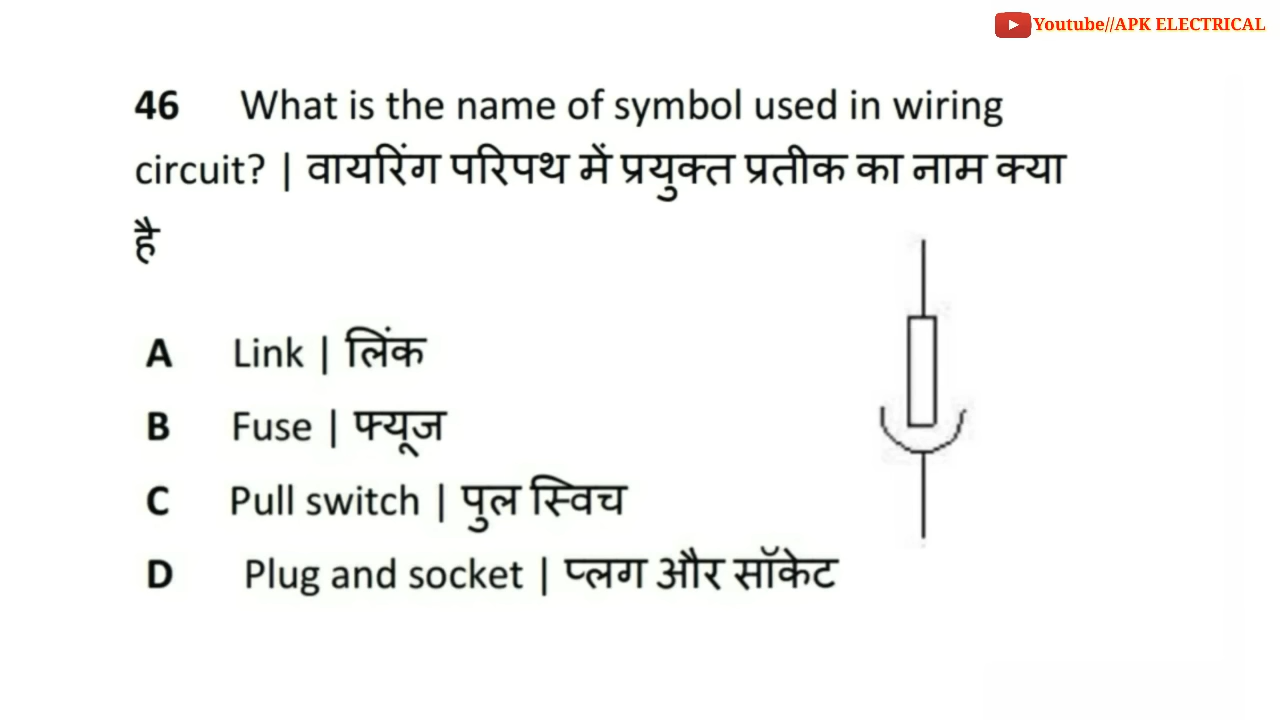 Youtube//APK ELECTRICAL
46 What is the name of symbol used in wiring
circuit? | वायरिंग परिपथ में प्रयुक्त प्रतीक का नाम क्या
है
A Link | लिंक
B Fuse | फ्यूज
C Pull switch | पुल स्विच
D Plug and socket | प्लग और सॉकेट